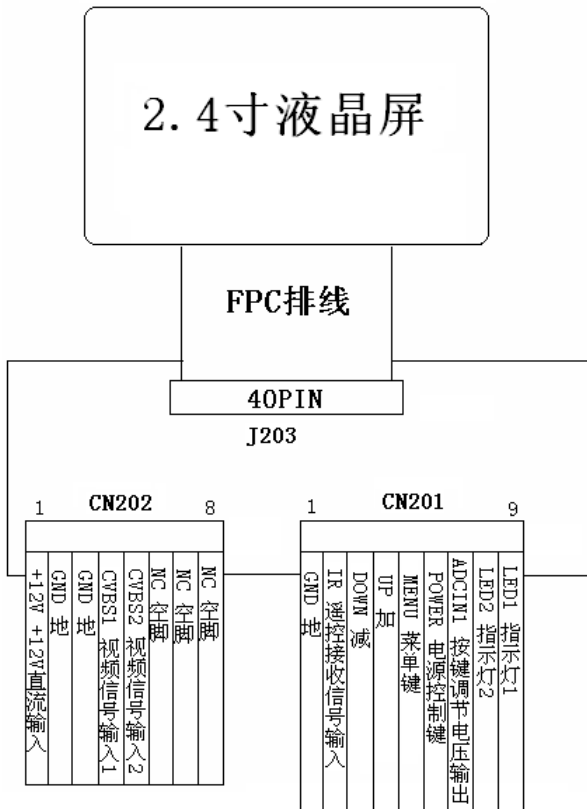 2.4寸液晶屏
FPC排线
40PIN
J203
1 CN202 8
+12V +12V直流输入
GND 地
GND 地
CVBS1 视频信号输入1
CVBS2 视频信号输入2
NC 空脚
NC 空脚
NC 空脚
1 CN201 9
GND 地
IR 遥控接收信号输入
DOWN 减
UP 加
MENU 菜单键
POWER 电源控制键
ADCIN1 按键调节电压输出
LED2 指示灯2
LED1 指示灯1